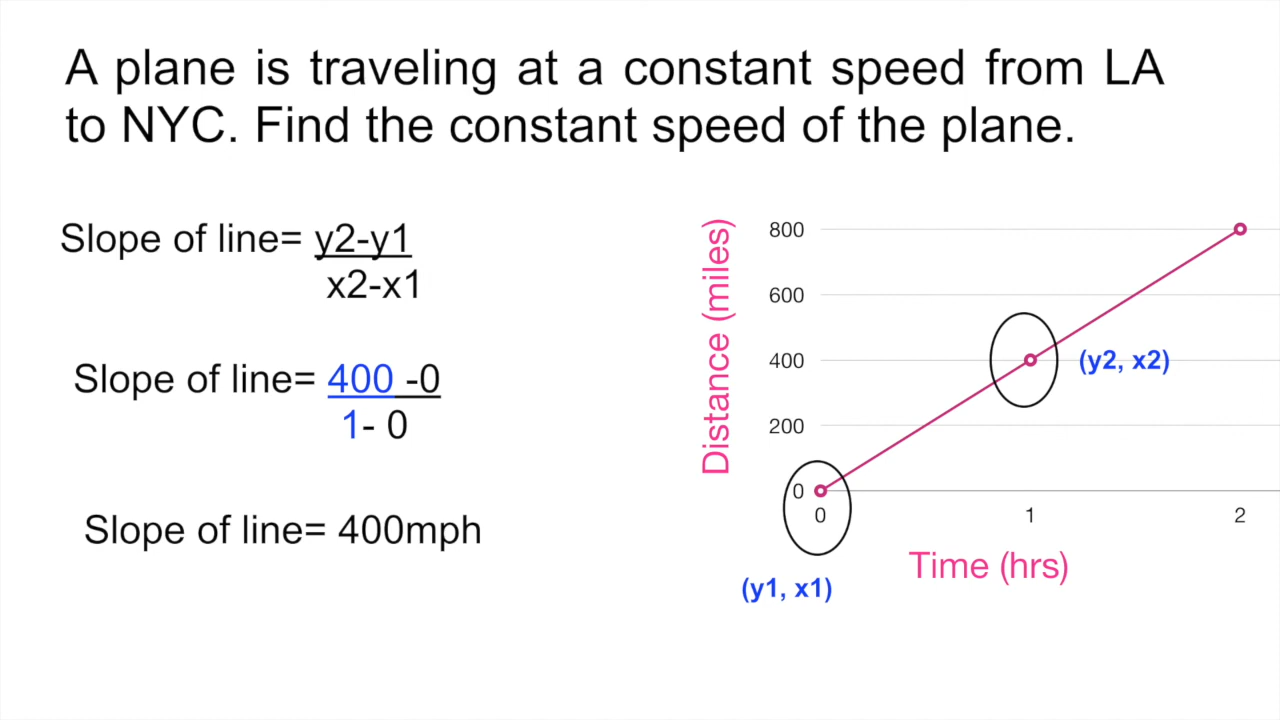 A plane is traveling at a constant speed from LA
to NYC. Find the constant speed of the plane.
Slope of line= y2-y1
x2-x1
Slope of line= 400 -0
1- 0
Slope of line= 400mph
Distance (miles)
800
600
400
200
0
0
1
2
Time (hrs)
(y2, x2)
(y1, x1)